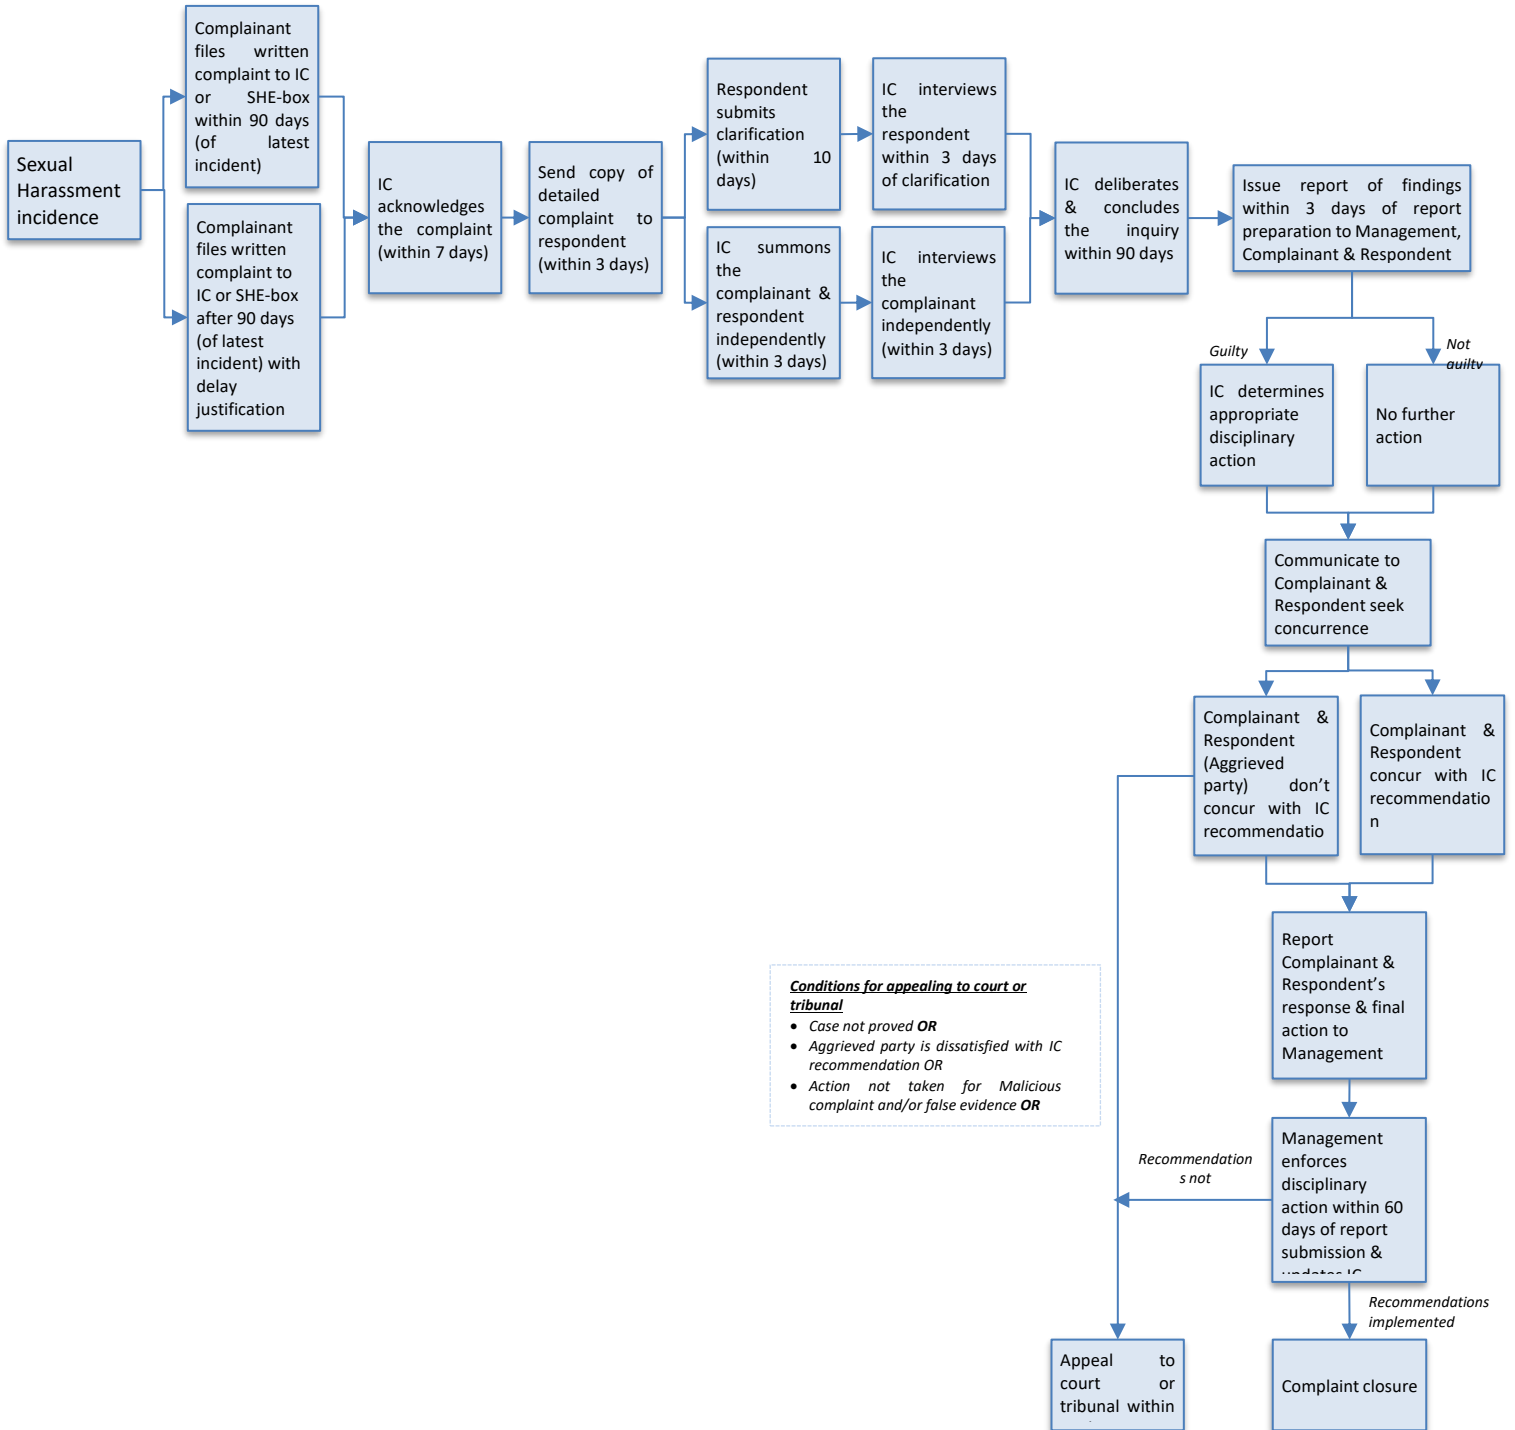 Sexual
Harassment
incidence
Complainant
files written
complaint to IC
or SHE-box
within 90 days
(of latest
incident)
Complainant
files written
complaint to
IC or SHE-box
after 90 days
(of latest
incident) with
delay
justification
IC
acknowledges
the complaint
(within 7 days)
Send copy of
detailed
complaint to
respondent
(within 3 days)
Respondent
submits
clarification
(within 10
days)
IC summons
the
complainant &
respondent
independently
(within 3 days)
IC interviews
the
respondent
within 3 days
of clarification
IC interviews
the
complainant
independently
(within 3 days)
IC deliberates
& concludes
the inquiry
within 90 days
Issue report of findings
within 3 days of report
preparation to Management,
Complainant & Respondent
Guilty
Not
guilty
IC determines
appropriate
disciplinary
action
No further
action
Communicate to
Complainant &
Respondent seek
concurrence
Complainant &
Respondent
(Aggrieved
party) don't
concur with IC
recommendatio
Complainant &
Respondent
concur with IC
recommendatio
n
Report
Complainant &
Respondent's
response & final
action to
Management
Conditions for appealing to court or
tribunal
• Case not proved OR
• Aggrieved party is dissatisfied with IC
recommendation OR
• Action not taken for Malicious
complaint and/or false evidence OR
Management
enforces
disciplinary
action within 60
days of report
submission &
updates IC
Recommendation
s not
Recommendations
implemented
Appeal to
court or
tribunal within
Complaint closure